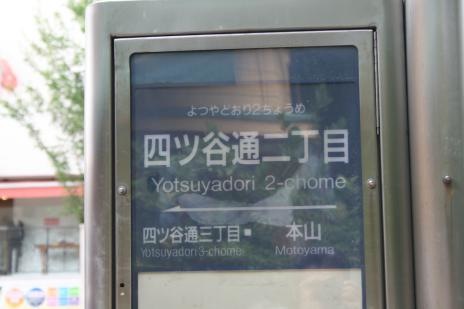 よつやどおり2ちょうめ
四ツ谷通二丁目
Yotsuyadori 2-chome
四ツ谷通三丁目 本山
Yotsuyadori 3-chome Motoyama